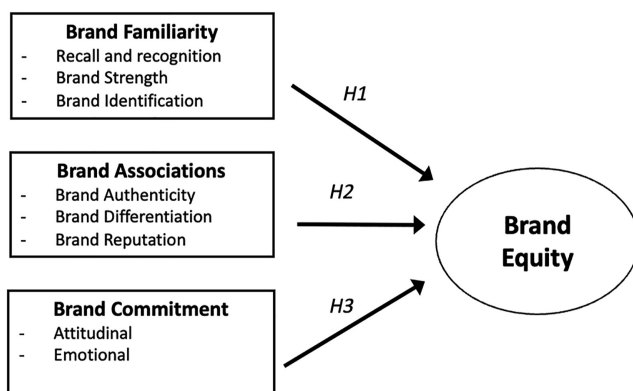 Brand Familiarity
- Recall and recognition
- Brand Strength
- Brand Identification
H1
Brand Associations
- Brand Authenticity
- Brand Differentiation
- Brand Reputation
H2
Brand Commitment
- Attitudinal
- Emotional
H3
Brand
Equity